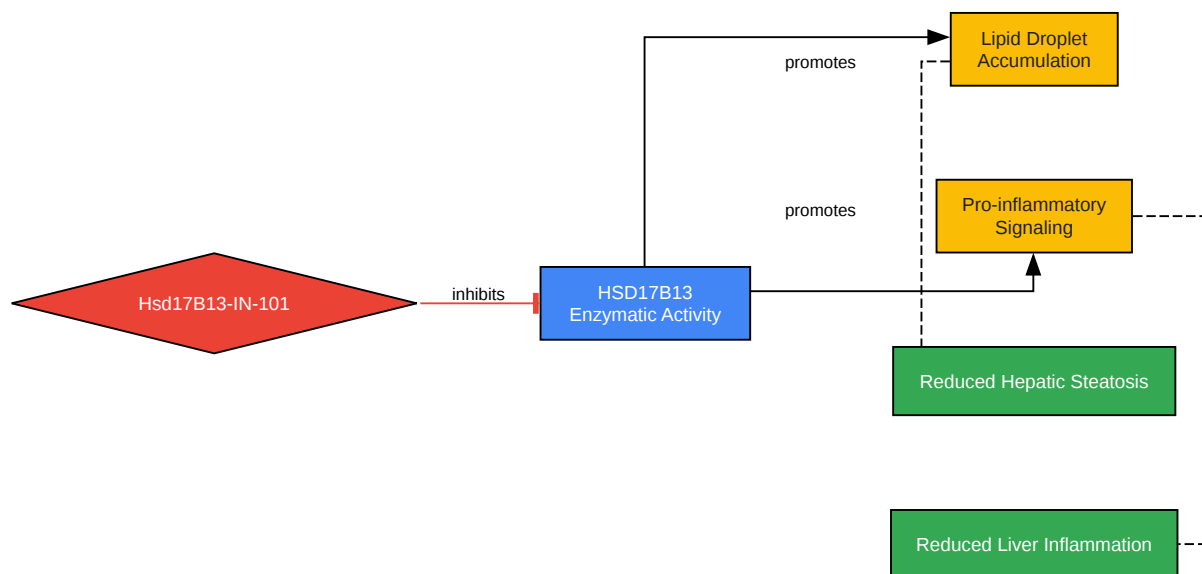 Lipid Droplet
Accumulation
promotes
Pro-inflammatory
Signaling
promotes
Hsd17B13-IN-101
inhibits
HSD17B13
Enzymatic Activity
Reduced Hepatic Steatosis
Reduced Liver Inflammation